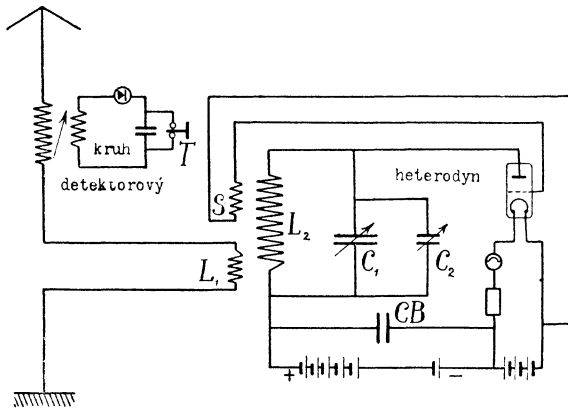 kruh
T
detektorový
S
heterodyn
L₂
L₁
C₁
C₂
CB
+
−